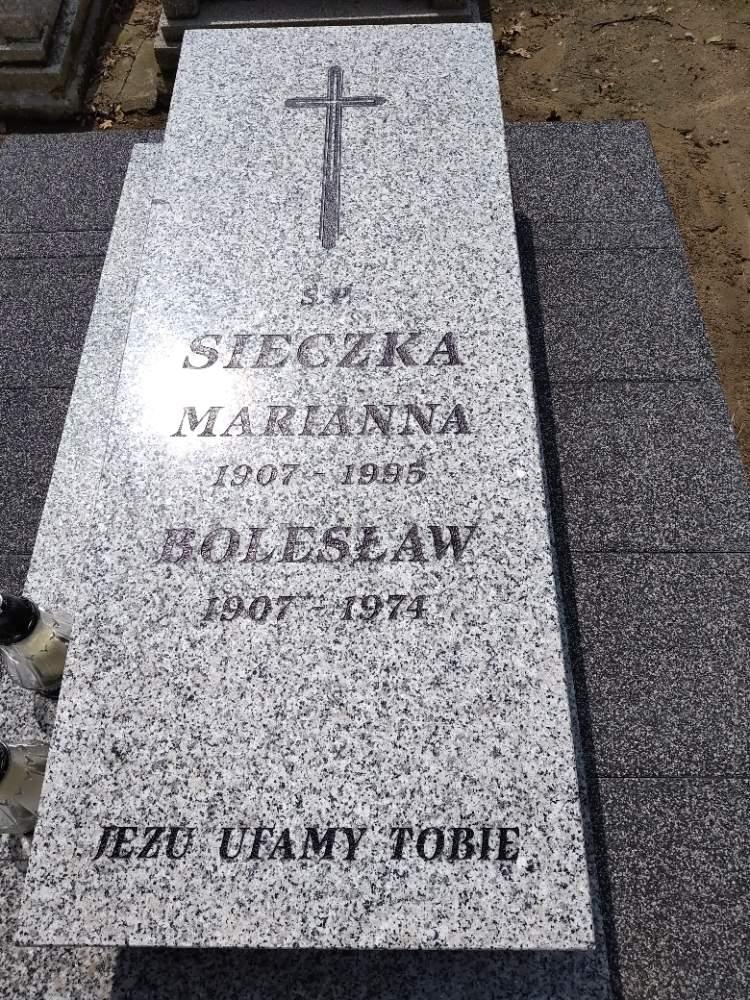 Ś. P.
SIECZKA
MARIANNA
1907 - 1995
BOLESŁAW
1907 - 1974
JEZU UFAMY TOBIE